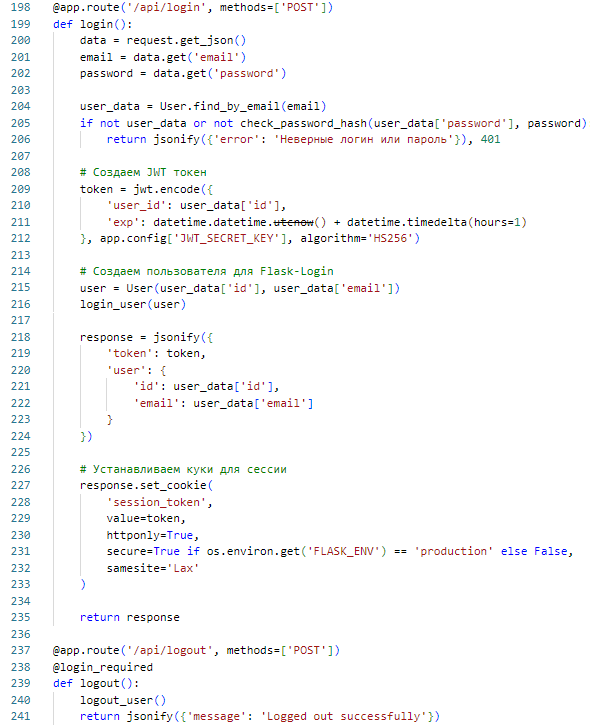 198 @app.route('/api/login', methods=['POST'])
199 def login():
200     data = request.get_json()
201     email = data.get('email')
202     password = data.get('password')
203
204     user_data = User.find_by_email(email)
205     if not user_data or not check_password_hash(user_data['password'], password):
206         return jsonify({'error': 'Неверные логин или пароль'}), 401
207
208     # Создаем JWT токен
209     token = jwt.encode({
210         'user_id': user_data['id'],
211         'exp': datetime.datetime.utcnow() + datetime.timedelta(hours=1)
212     }, app.config['JWT_SECRET_KEY'], algorithm='HS256')
213
214     # Создаем пользователя для Flask-Login
215     user = User(user_data['id'], user_data['email'])
216     login_user(user)
217
218     response = jsonify({
219         'token': token,
220         'user': {
221             'id': user_data['id'],
222             'email': user_data['email']
223         }
224     })
225
226     # Устанавливаем куки для сессии
227     response.set_cookie(
228         'session_token',
229         value=token,
230         httponly=True,
231         secure=True if os.environ.get('FLASK_ENV') == 'production' else False,
232         samesite='Lax'
233     )
234
235     return response
236
237 @app.route('/api/logout', methods=['POST'])
238 @login_required
239 def logout():
240     logout_user()
241     return jsonify({'message': 'Logged out successfully'})